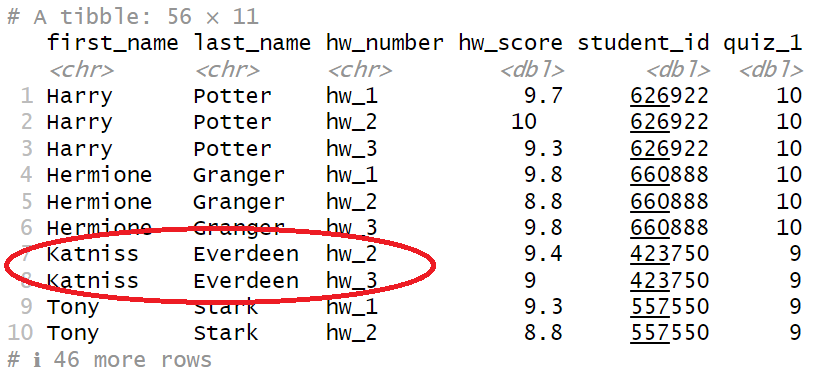 # A tibble: 56 × 11
first_name last_name hw_number hw_score student_id quiz_1
<chr> <chr> <chr> <dbl> <dbl> <dbl>
1 Harry Potter hw_1 9.7 626922 10
2 Harry Potter hw_2 10 626922 10
3 Harry Potter hw_3 9.3 626922 10
4 Hermione Granger hw_1 9.8 660888 10
5 Hermione Granger hw_2 8.8 660888 10
6 Hermione Granger hw_3 9.8 660888 10
7 Katniss Everdeen hw_2 9.4 423750 9
8 Katniss Everdeen hw_3 9 423750 9
9 Tony Stark hw_1 9.3 557550 9
10 Tony Stark hw_2 8.8 557550 9
# ℹ 46 more rows